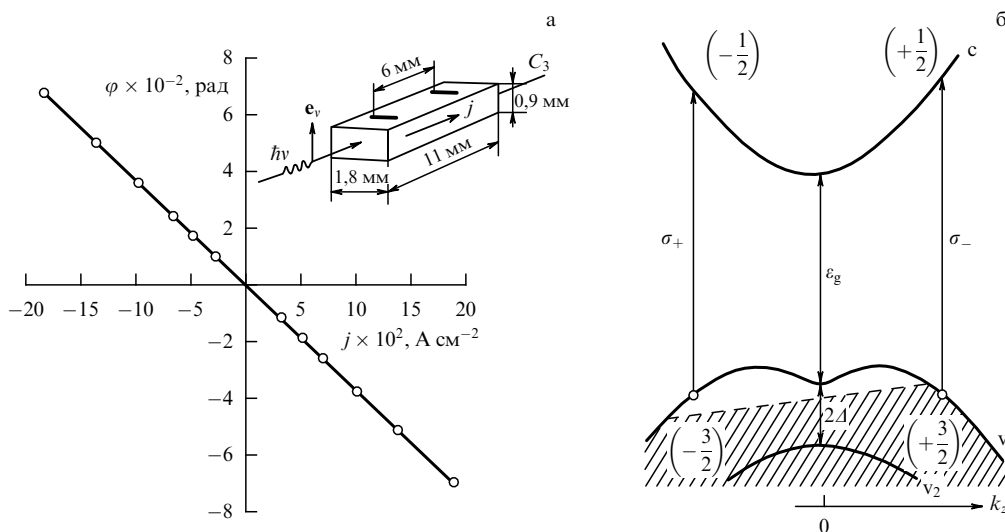 а
φ × 10⁻², рад
8
6
4
2
−2
−4
−6
−8
−20
−15
−10
−5
0
5
10
15
20
j × 10², А см⁻²
6 мм
C₃
0,9 мм
e_ν
j
ħν
11 мм
1,8 мм
б
(−1/2)
(+1/2)
c
σ₊
σ₋
ε_g
2Δ
(−3/2)
(+3/2)
v₂
0